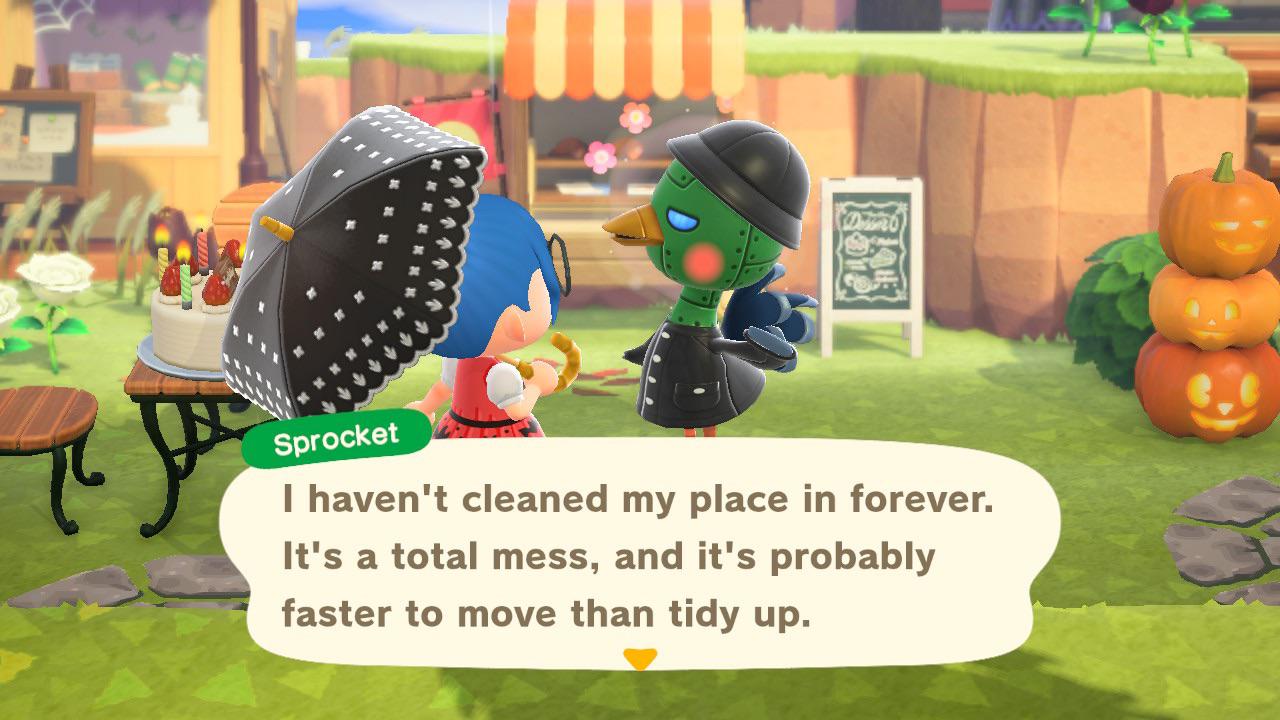 Sprocket
I haven't cleaned my place in forever.
It's a total mess, and it's probably
faster to move than tidy up.